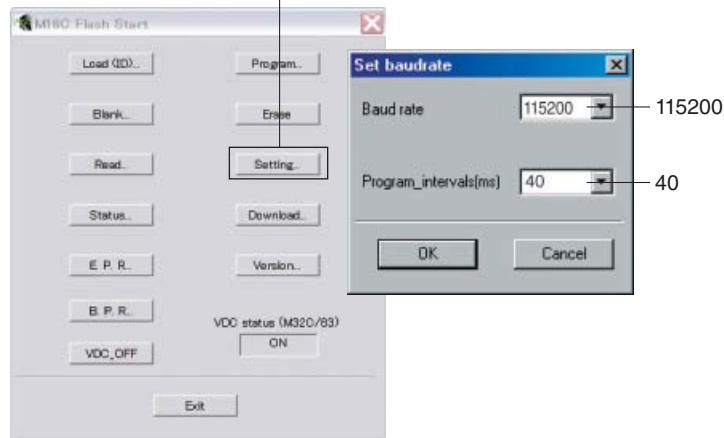 M16C Flash Start
Load (ID)...
Program...
Blank...
Erase
Read...
Setting...
Status...
Download...
E. P. R...
Version...
B. P. R...
VDC status (M32C/83)
VDC_OFF
ON
Exit
Set baudrate
Baud rate
115200
115200
Program_intervals(ms)
40
40
OK
Cancel